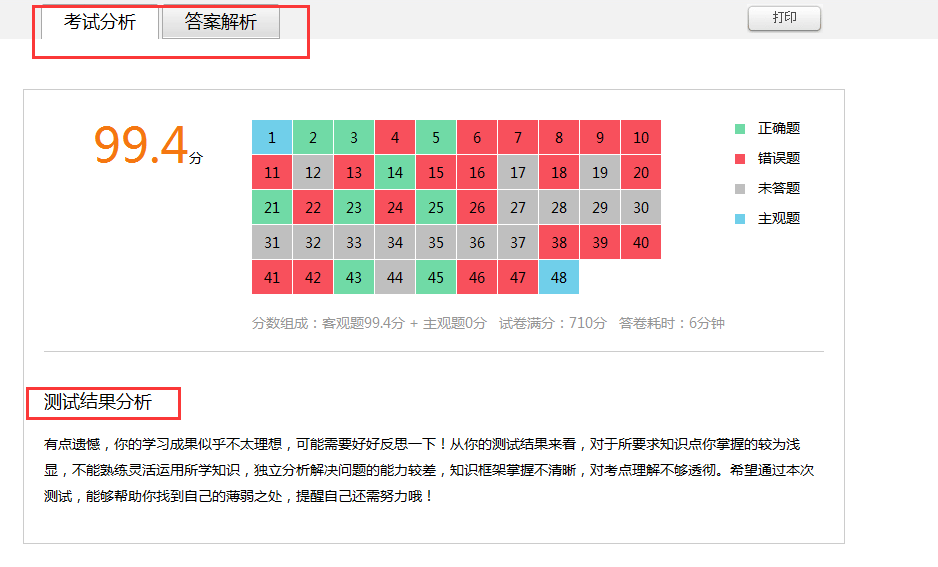 考试分析 答案解析 打印
99.4分
1 2 3 4 5 6 7 8 9 10
11 12 13 14 15 16 17 18 19 20
21 22 23 24 25 26 27 28 29 30
31 32 33 34 35 36 37 38 39 40
41 42 43 44 45 46 47 48
正确题
错误题
未答题
主观题
分数组成：客观题99.4分 + 主观题0分 试卷满分：710分 答卷耗时：6分钟
测试结果分析
有点遗憾，你的学习成果似乎不太理想，可能需要好好反思一下！从你的测试结果来看，对于所要求知识点你掌握的较为浅
显，不能熟练灵活运用所学知识，独立分析解决问题的能力较差，知识框架掌握不清晰，对考点理解不够透彻。希望通过本次
测试，能够帮助你找到自己的薄弱之处，提醒自己还需努力哦！